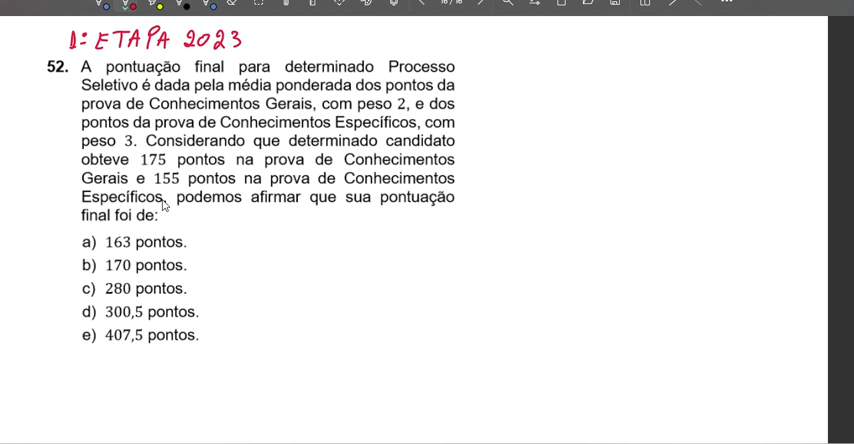 1ª ETAPA 2023
52. A pontuação final para determinado Processo
Seletivo é dada pela média ponderada dos pontos da
prova de Conhecimentos Gerais, com peso 2, e dos
pontos da prova de Conhecimentos Específicos, com
peso 3. Considerando que determinado candidato
obteve 175 pontos na prova de Conhecimentos
Gerais e 155 pontos na prova de Conhecimentos
Específicos, podemos afirmar que sua pontuação
final foi de:
a) 163 pontos.
b) 170 pontos.
c) 280 pontos.
d) 300,5 pontos.
e) 407,5 pontos.